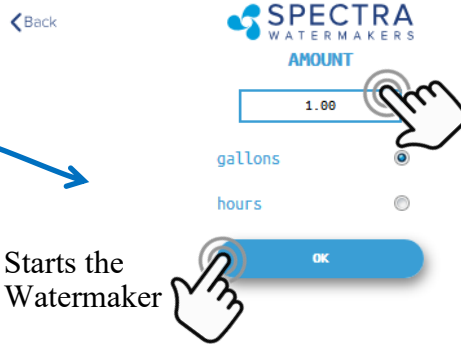 Back
SPECTRA
WATERMAKERS
AMOUNT
1.00
gallons
hours
OK
Starts the
Watermaker